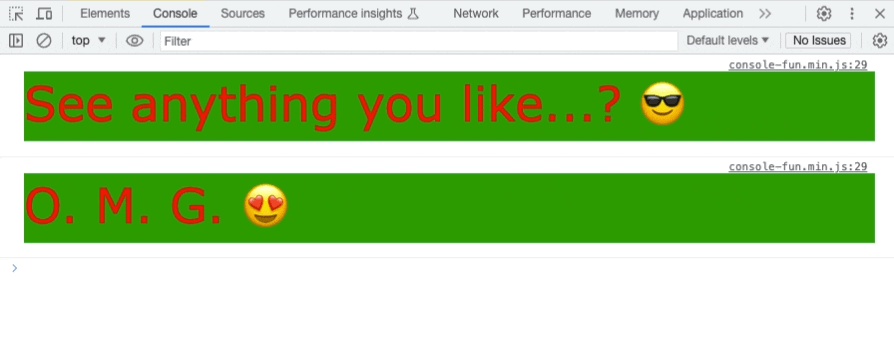 Elements Console Sources Performance insights Network Performance Memory Application
top Filter Default levels No Issues
console-fun.min.js:29
See anything you like...? 😎
console-fun.min.js:29
O. M. G. 😍